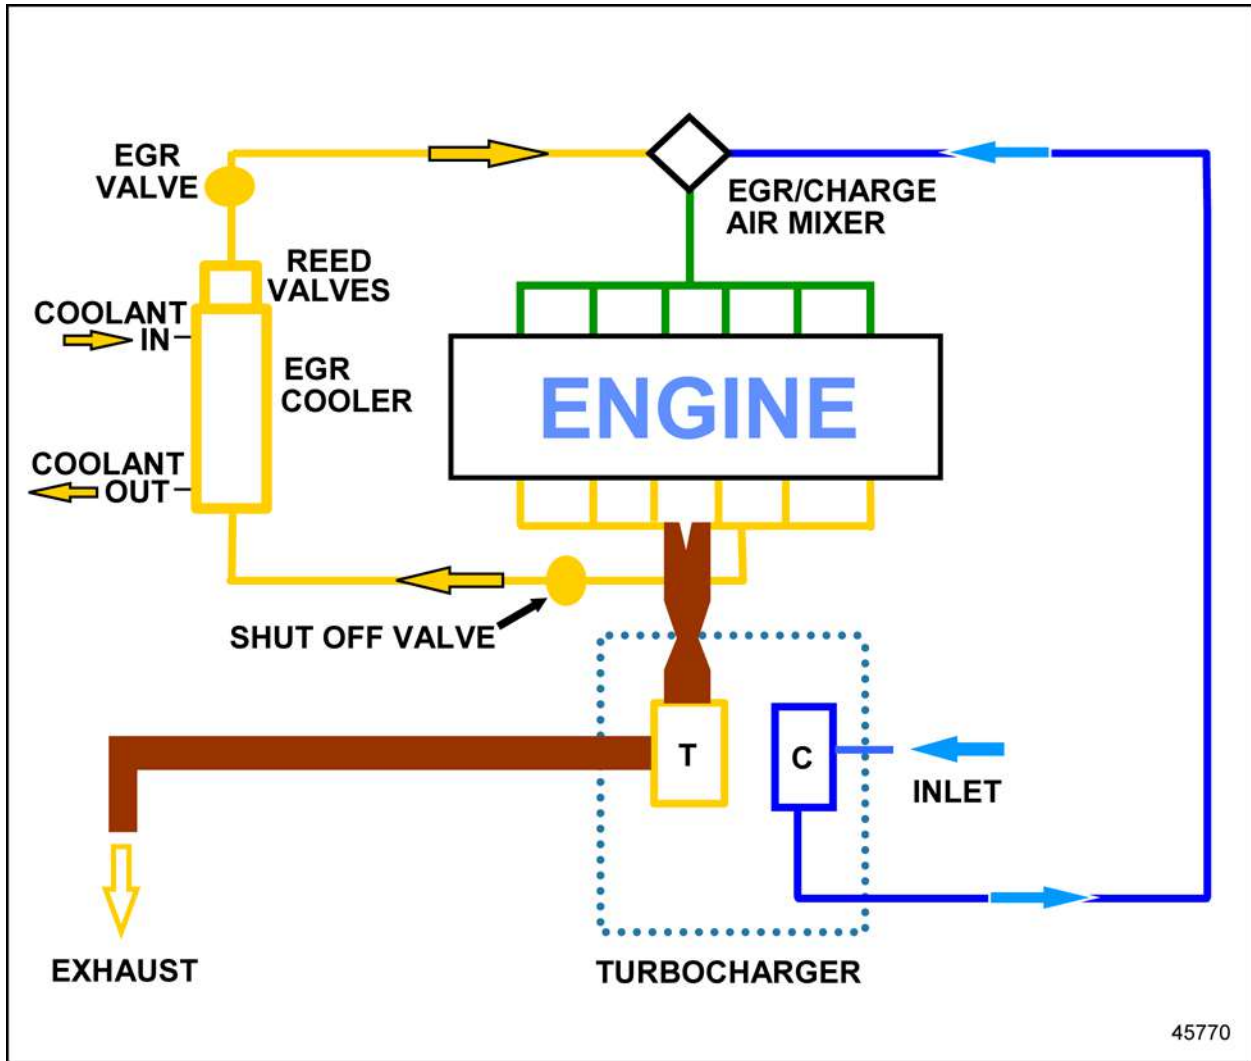 EGR
VALVE
EGR/CHARGE
AIR MIXER
REED
VALVES
COOLANT
IN
EGR
COOLER
ENGINE
COOLANT
OUT
SHUT OFF VALVE
T
C
INLET
EXHAUST
TURBOCHARGER
45770